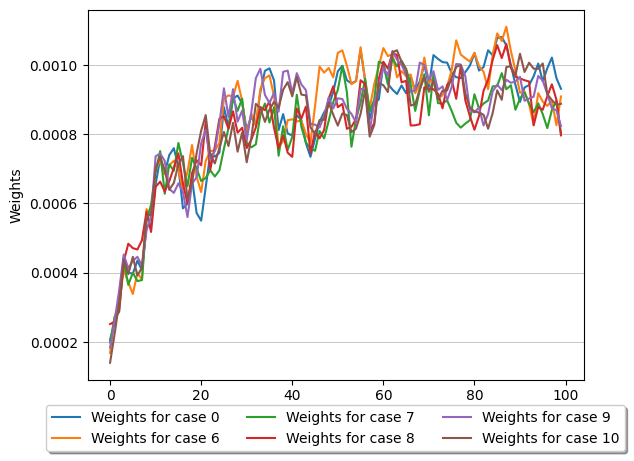 Weights
0.0010
0.0008
0.0006
0.0004
0.0002
0 20 40 60 80 100
Weights for case 0 Weights for case 7 Weights for case 9
Weights for case 6 Weights for case 8 Weights for case 10